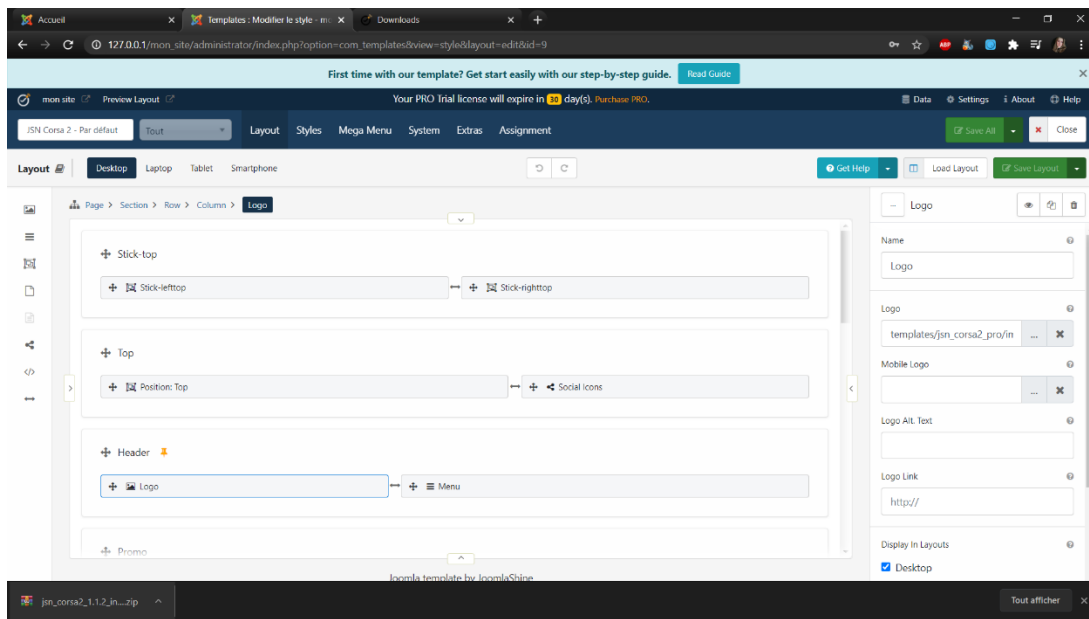 Accueil
Templates : Modifier le style - mo
Downloads
127.0.0.1/mon_site/administrator/index.php?option=com_templates&view=style&layout=edit&id=9
ABP
First time with our template? Get start easily with our step-by-step guide. Read Guide
mon site Preview Layout Your PRO Trial license will expire in 30 day(s). Purchase PRO. Data Settings About Help
JSN Corsa 2 - Par défaut Tout Layout Styles Mega Menu System Extras Assignment Save All Close
Layout Desktop Laptop Tablet Smartphone Get Help Load Layout Save Layout
Page > Section > Row > Column > Logo
Logo
Name
Logo
Stick-top
Stick-lefttop Stick-righttop
Logo
templates/jsn_corsa2_pro/im ...
Top
Mobile Logo
Position: Top Social Icons
...
Logo Alt. Text
Header
Logo Menu
Logo Link
http://
Promo
Display In Layouts
Desktop
Joomla template by JoomlaShine
jsn_corsa2_1.1.2_in....zip
Tout afficher